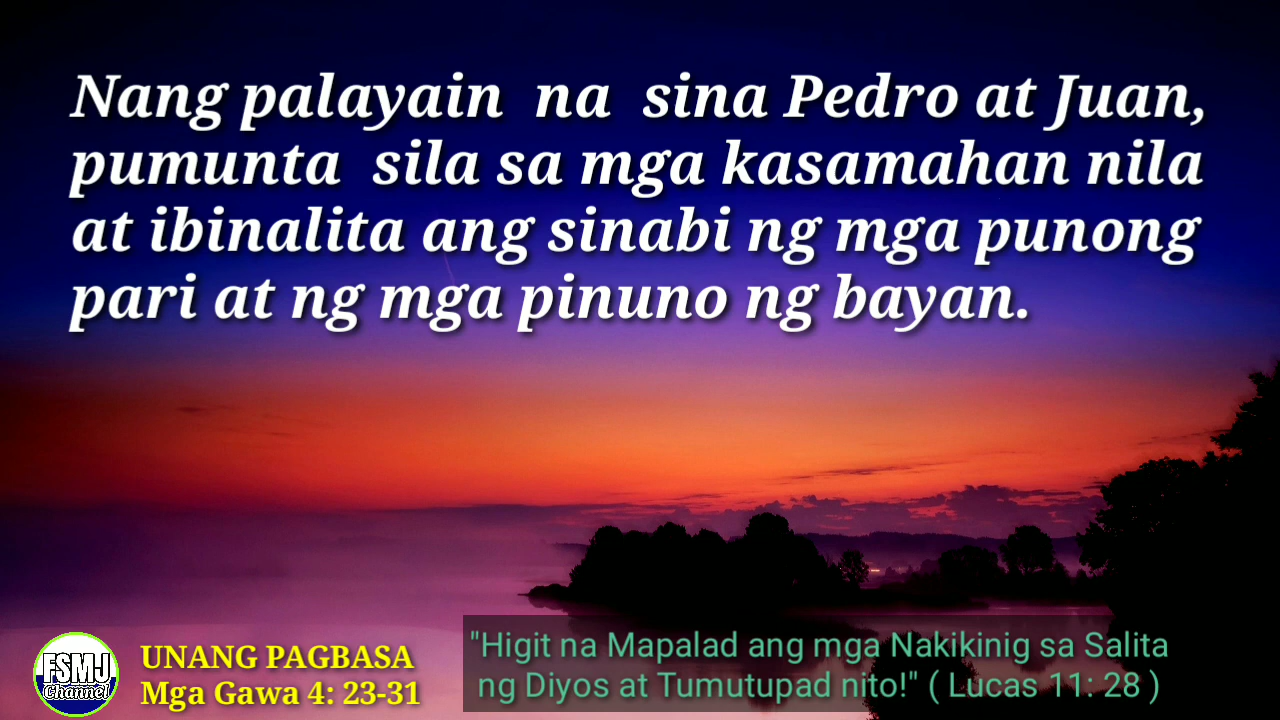 Nang palayain na sina Pedro at Juan,
pumunta sila sa mga kasamahan nila
at ibinalita ang sinabi ng mga punong
pari at ng mga pinuno ng bayan.
FSMJ
Channel
UNANG PAGBASA
Mga Gawa 4: 23-31
"Higit na Mapalad ang mga Nakikinig sa Salita
ng Diyos at Tumutupad nito!" ( Lucas 11: 28 )